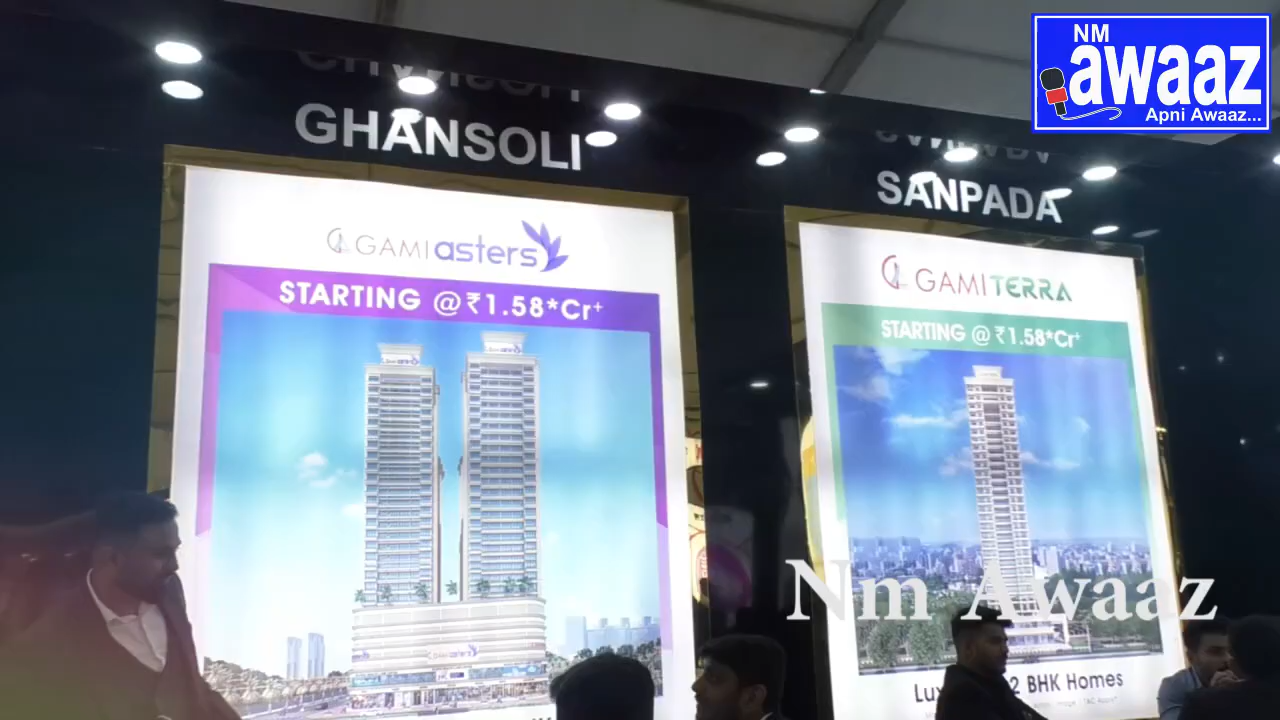 NM
awaaz
Apni Awaaz...
GHANSOLI
SANPADA
GAMI asters
STARTING @ ₹1.58*Cr+
GAMI TERRA
STARTING @ ₹1.58*Cr+
Nm Awaaz
2 BHK Homes